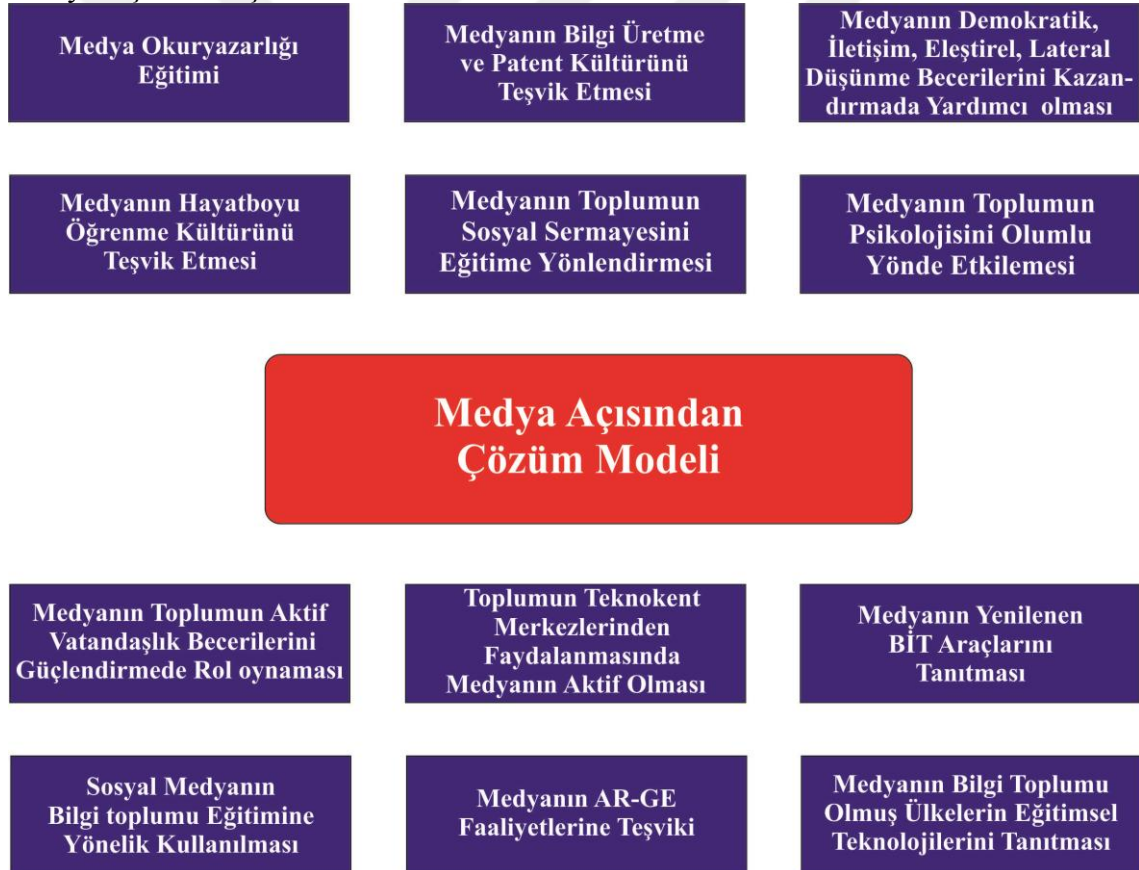 Medya Okuryazarlığı
Eğitimi
Medyanın Bilgi Üretme
ve Patent Kültürünü
Teşvik Etmesi
Medyanın Demokratik,
İletişim, Eleştirel, Lateral
Düşünme Becerilerini Kazan-
dırmada Yardımcı olması
Medyanın Hayatboyu
Öğrenme Kültürünü
Teşvik Etmesi
Medyanın Toplumun
Sosyal Sermayesini
Eğitime Yönlendirmesi
Medyanın Toplumun
Psikolojisini Olumlu
Yönde Etkilemesi
Medya Açısından
Çözüm Modeli
Medyanın Toplumun Aktif
Vatandaşlık Becerilerini
Güçlendirmede Rol oynaması
Toplumun Teknokent
Merkezlerinden
Faydalanmasında
Medyanın Aktif Olması
Medyanın Yenilenen
BİT Araçlarını
Tanıtması
Sosyal Medyanın
Bilgi toplumu Eğitimine
Yönelik Kullanılması
Medyanın AR-GE
Faaliyetlerine Teşviki
Medyanın Bilgi Toplumu
Olmuş Ülkelerin Eğitimsel
Teknolojilerini Tanıtması